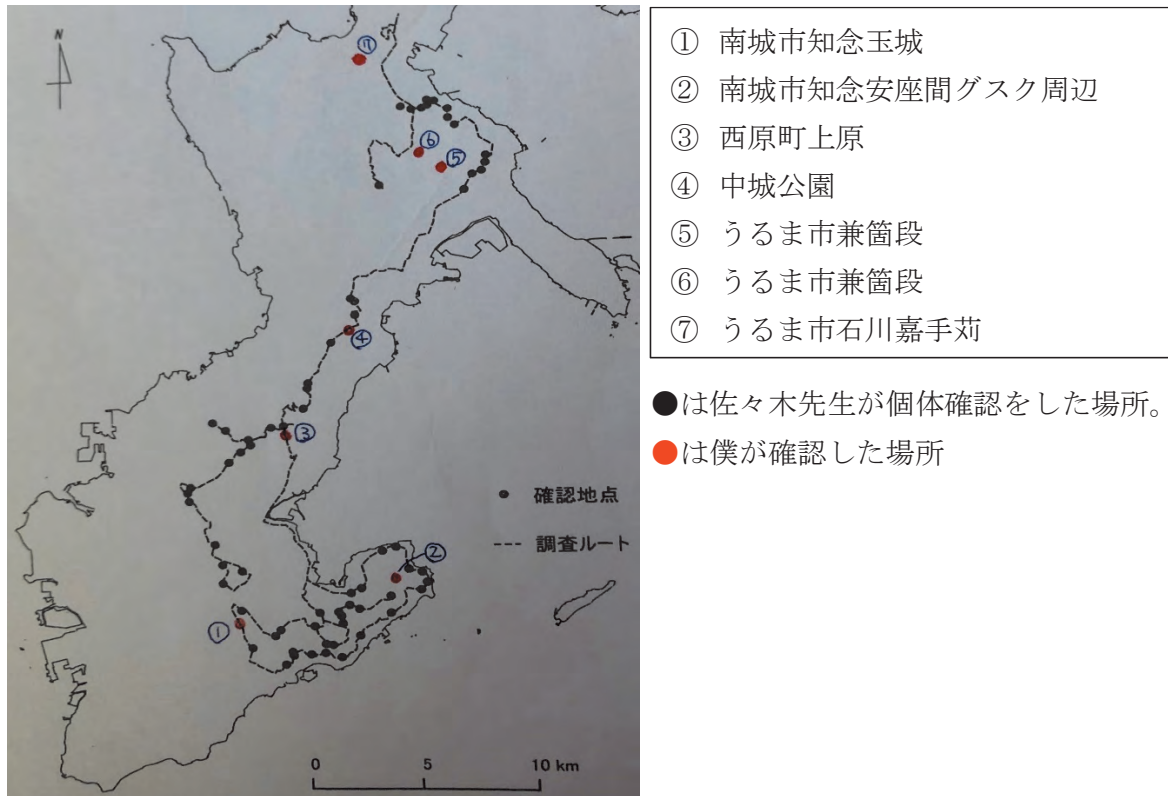 N
⑦
⑥
⑤
④
③
②
①
● 確認地点
--- 調査ルート
0 5 10 km
① 南城市知念玉城
② 南城市知念安座間グスク周辺
③ 西原町上原
④ 中城公園
⑤ うるま市兼箇段
⑥ うるま市兼箇段
⑦ うるま市石川嘉手苅
●は佐々木先生が個体確認をした場所。
●は僕が確認した場所